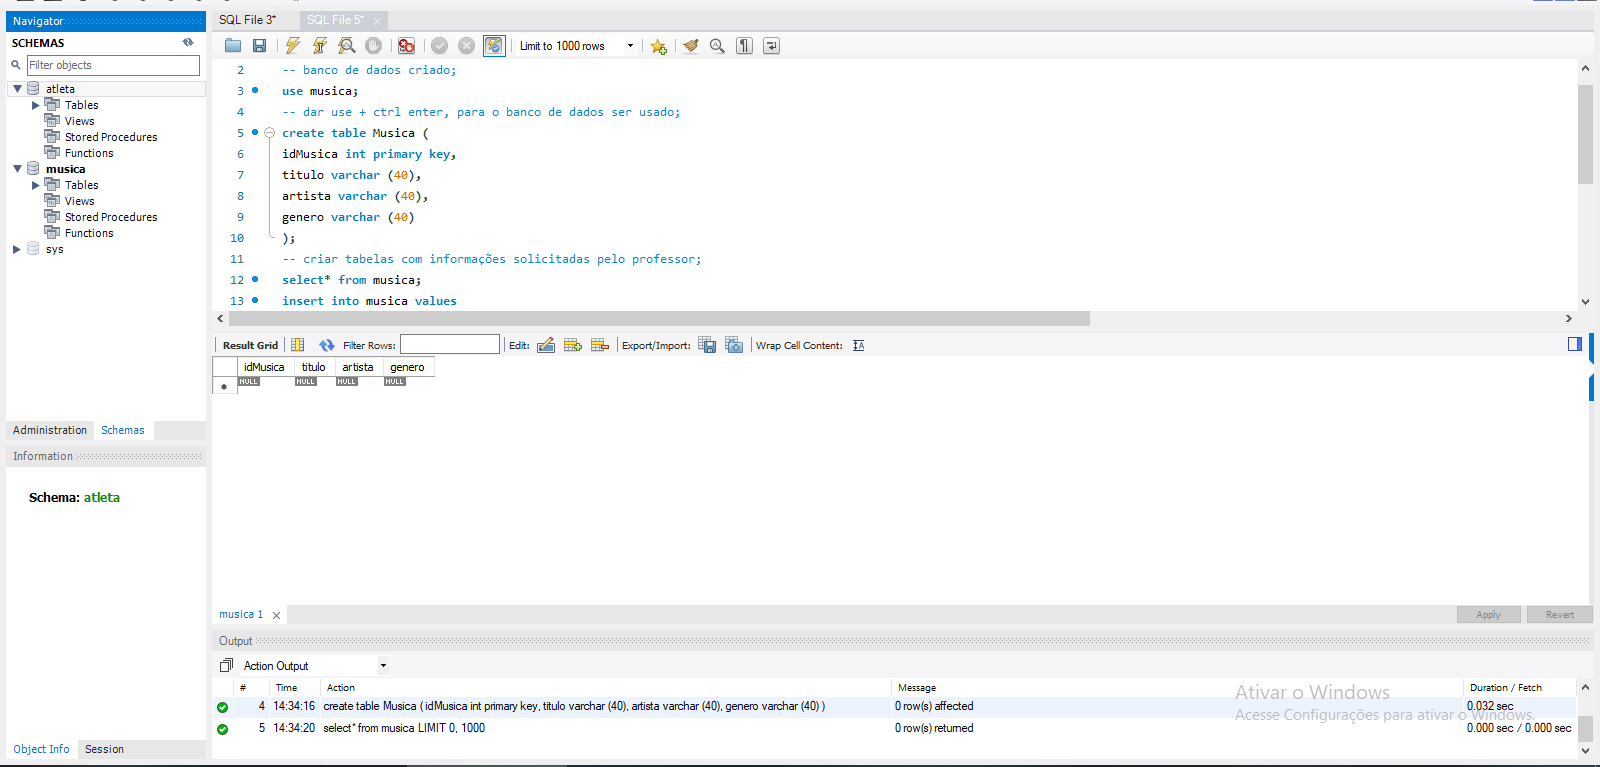 Navigator
SCHEMAS
Filter objects
atleta
Tables
Views
Stored Procedures
Functions
musica
Tables
Views
Stored Procedures
Functions
sys
Administration Schemas
Information
Schema: atleta
Object Info Session
SQL File 3* SQL File 5*
Limit to 1000 rows
2 -- banco de dados criado;
3 use musica;
4 -- dar use + ctrl enter, para o banco de dados ser usado;
5 create table Musica (
6 idMusica int primary key,
7 titulo varchar (40),
8 artista varchar (40),
9 genero varchar (40)
10 );
11 -- criar tabelas com informações solicitadas pelo professor;
12 select* from musica;
13 insert into musica values
Result Grid Filter Rows: Edit: Export/Import: Wrap Cell Content:
idMusica titulo artista genero
NULL NULL NULL NULL
musica 1 Apply Revert
Output
Action Output
# Time Action Message Duration / Fetch
4 14:34:16 create table Musica ( idMusica int primary key, titulo varchar (40), artista varchar (40), genero varchar (40) ) 0 row(s) affected 0.032 sec
5 14:34:20 select* from musica LIMIT 0, 1000 0 row(s) returned 0.000 sec / 0.000 sec
Ativar o Windows
Acesse Configurações para ativar o Windows.